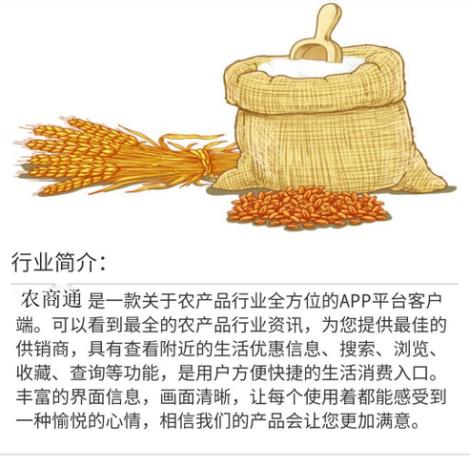 行业简介：
农商通 是一款关于农产品行业全方位的APP平台客户
端。可以看到最全的农产品行业资讯，为您提供最佳的
供销商，具有查看附近的生活优惠信息、搜索、浏览、
收藏、查询等功能，是用户方便快捷的生活消费入口。
丰富的界面信息，画面清晰，让每个使用着都能感受到
一种愉悦的心情，相信我们的产品会让您更加满意。